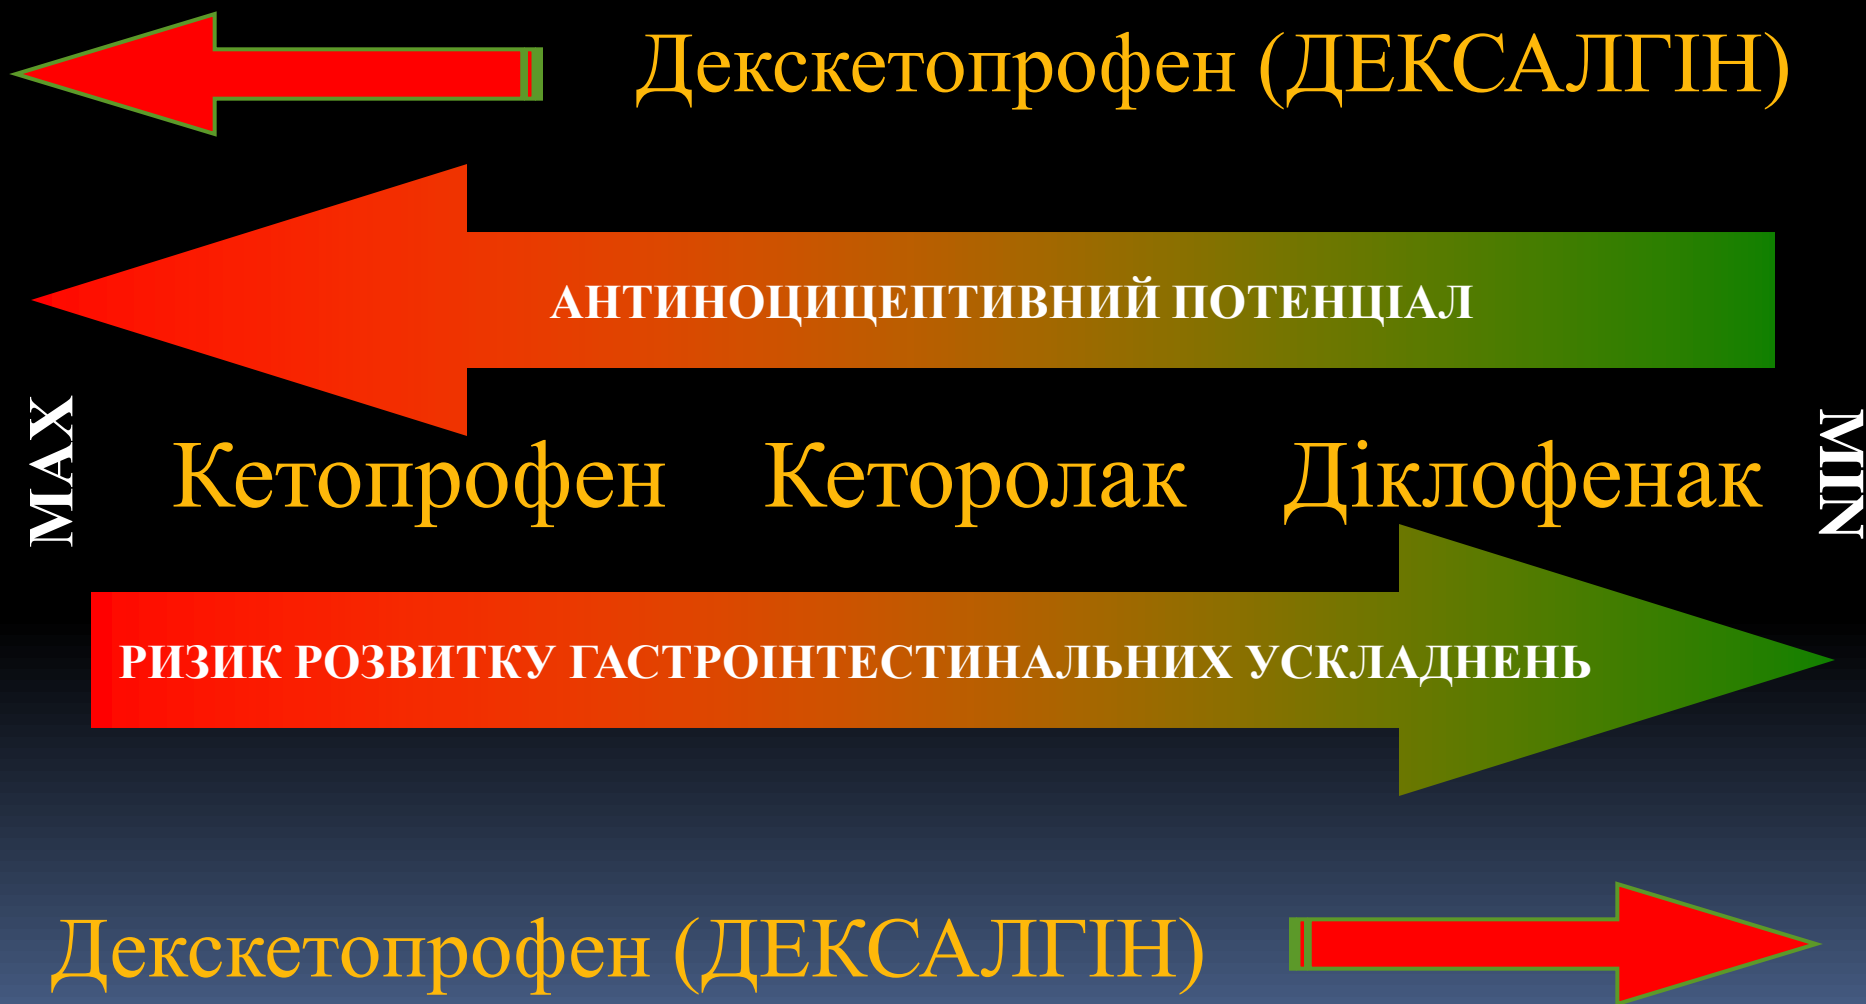 Декскетопрофен (ДЕКСАЛГІН)
АНТИНОЦИЦЕПТИВНИЙ ПОТЕНЦІАЛ
MAX
Кетопрофен Кеторолак Діклофенак
MIN
РИЗИК РОЗВИТКУ ГАСТРОІНТЕСТИНАЛЬНИХ УСКЛАДНЕНЬ
Декскетопрофен (ДЕКСАЛГІН)